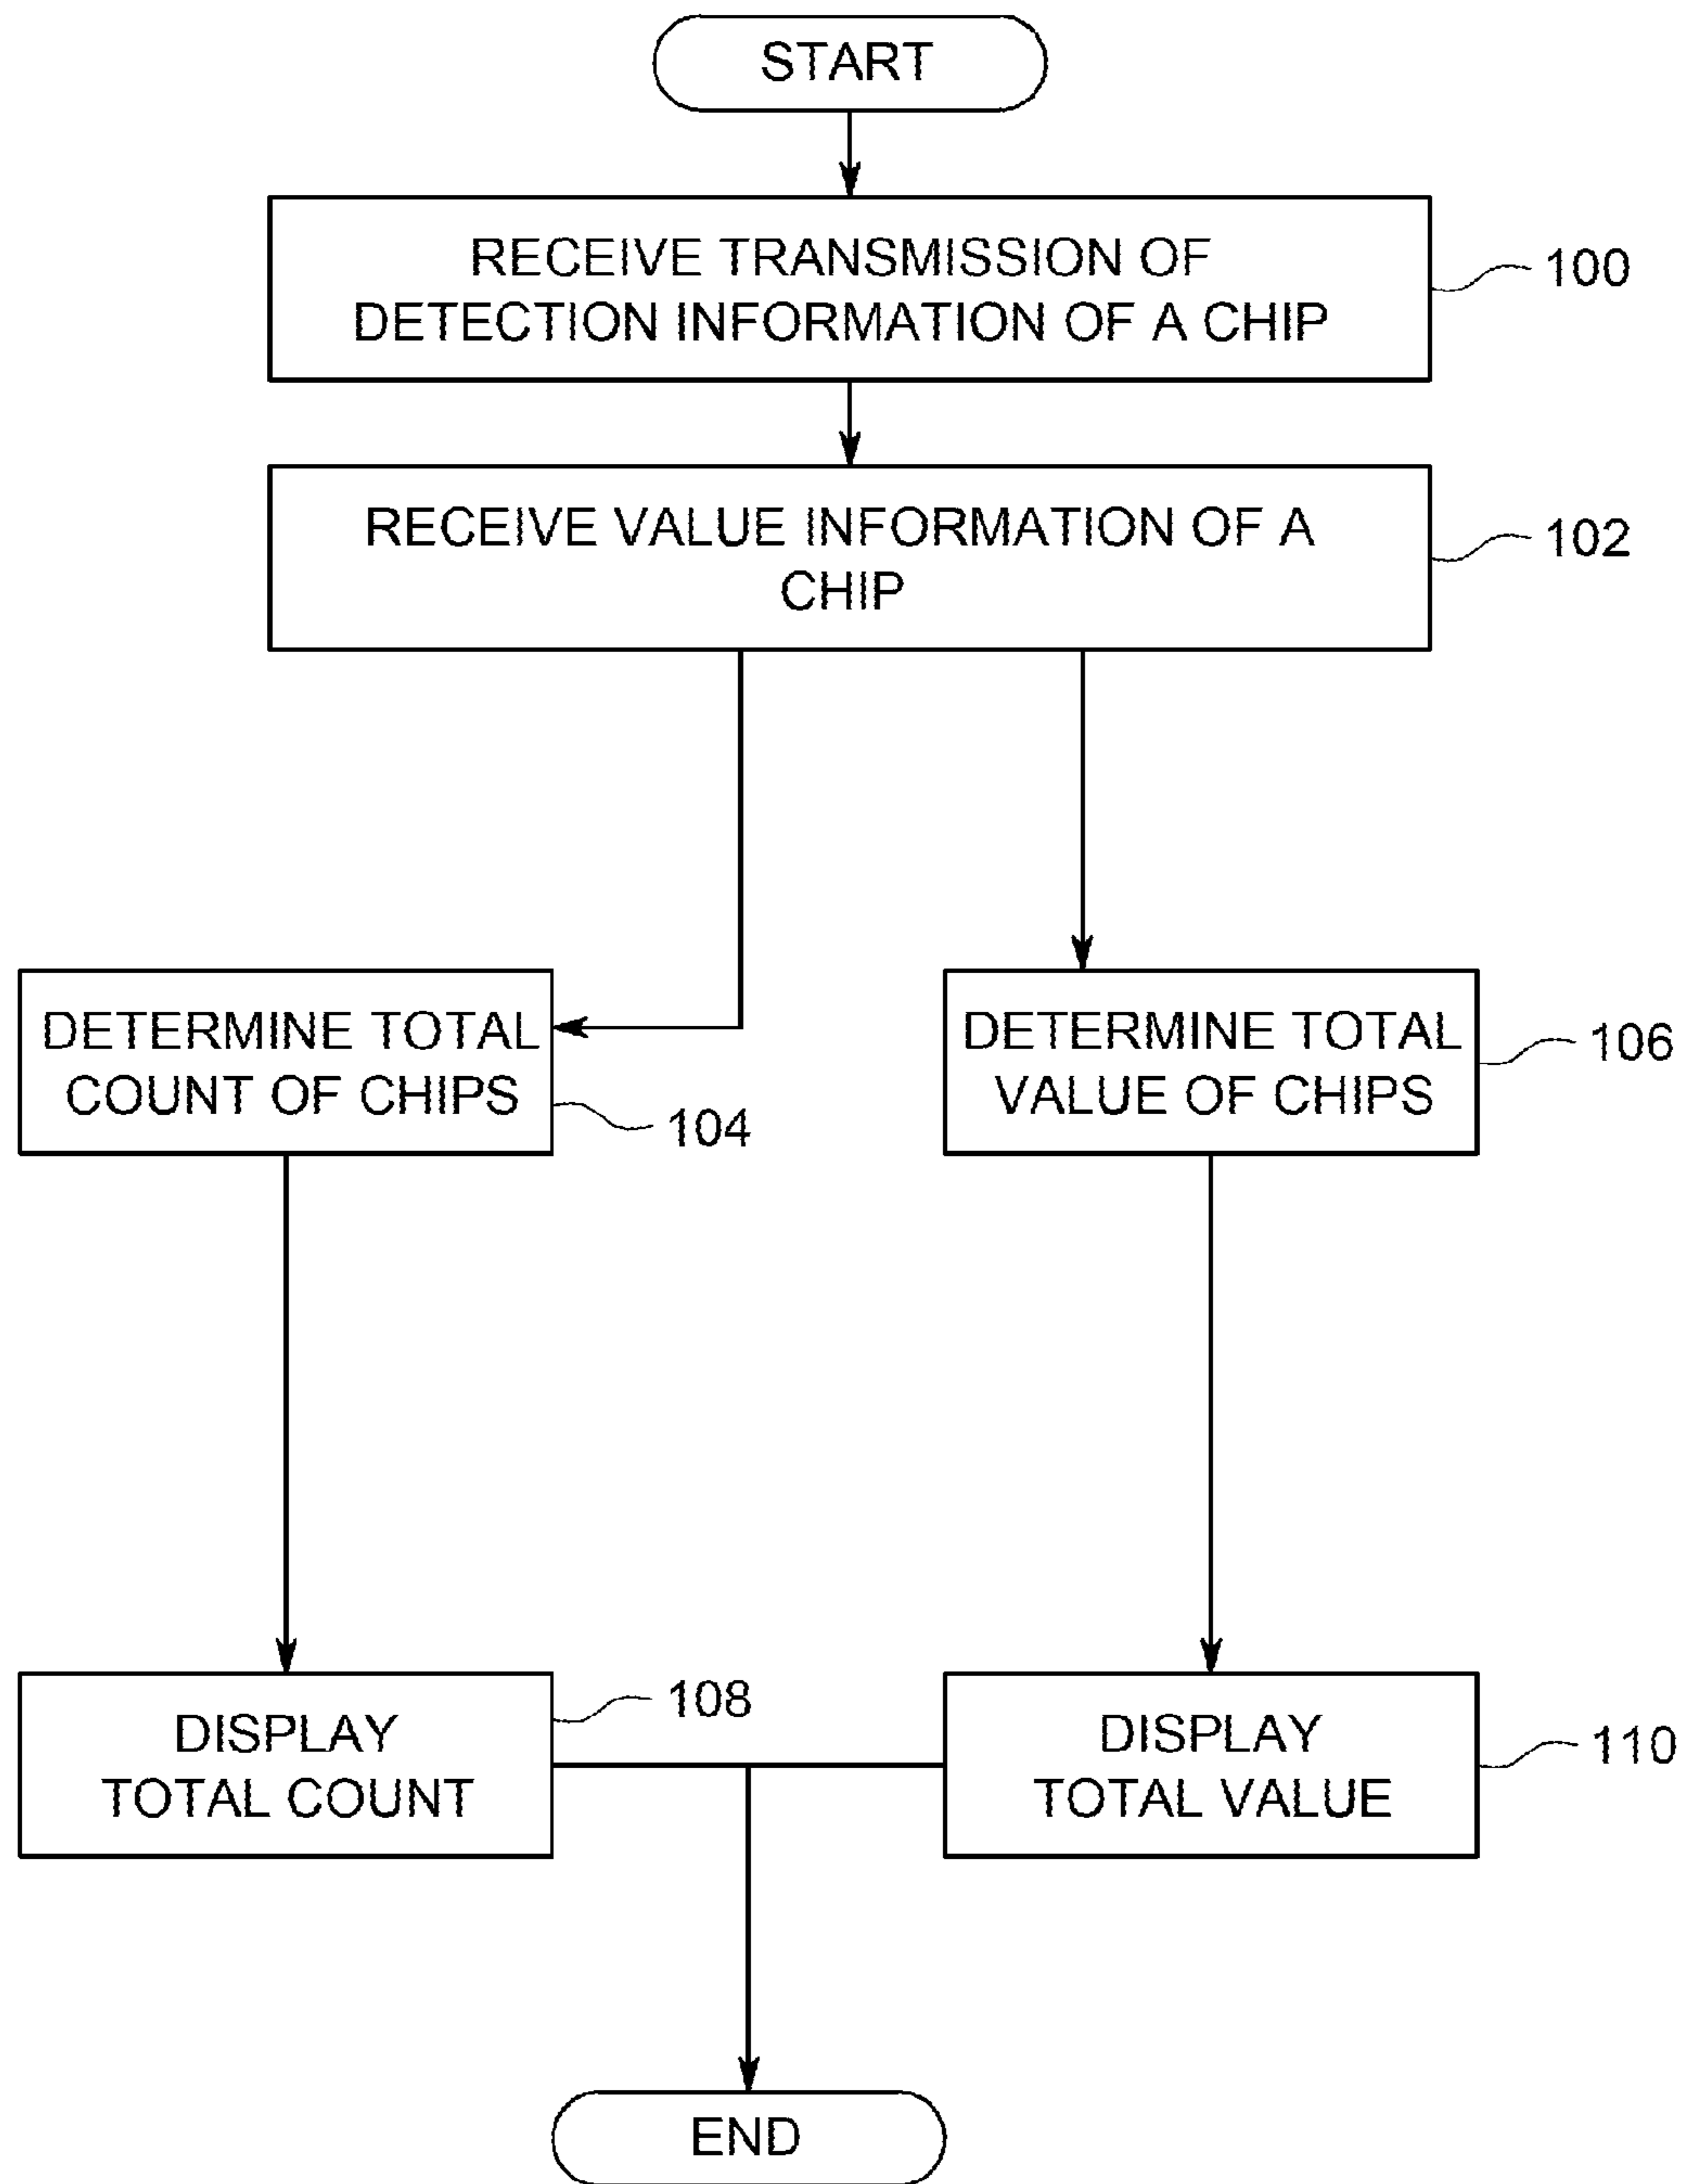 START
RECEIVE TRANSMISSION OF
DETECTION INFORMATION OF A CHIP
100
RECEIVE VALUE INFORMATION OF A
CHIP
102
DETERMINE TOTAL
COUNT OF CHIPS
104
DETERMINE TOTAL
VALUE OF CHIPS
106
DISPLAY
TOTAL COUNT
108
DISPLAY
TOTAL VALUE
110
END